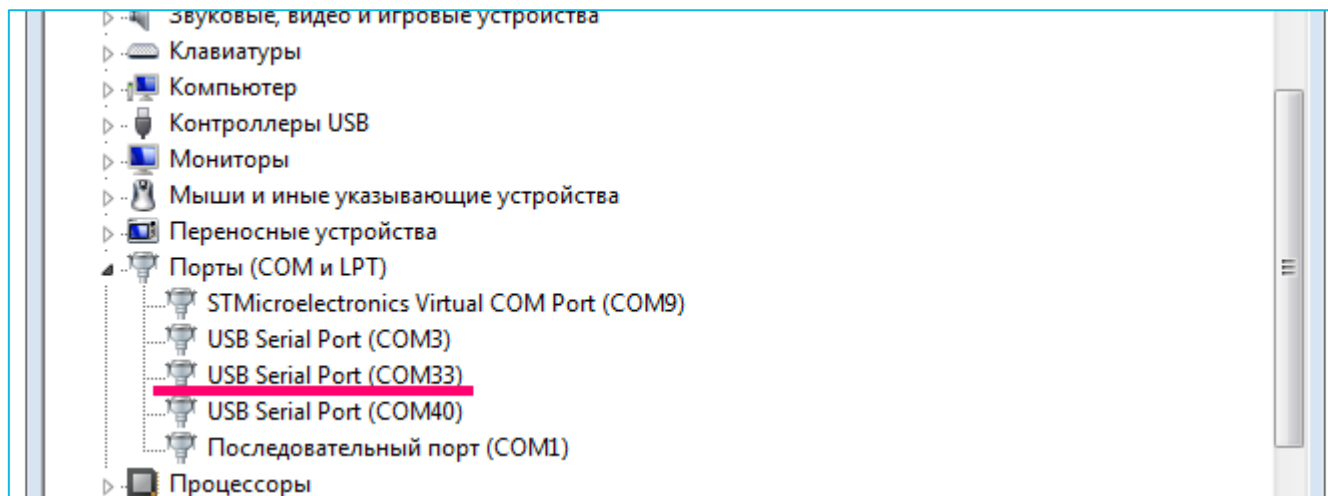 Звуковые, видео и игровые устройства
Клавиатуры
Компьютер
Контроллеры USB
Мониторы
Мыши и иные указывающие устройства
Переносные устройства
Порты (COM и LPT)
STMicroelectronics Virtual COM Port (COM9)
USB Serial Port (COM3)
USB Serial Port (COM33)
USB Serial Port (COM40)
Последовательный порт (COM1)
Процессоры